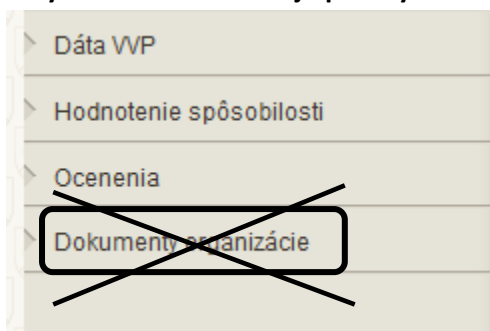 Dáta VVP
Hodnotenie spôsobilosti
Ocenenia
Dokumenty organizácie